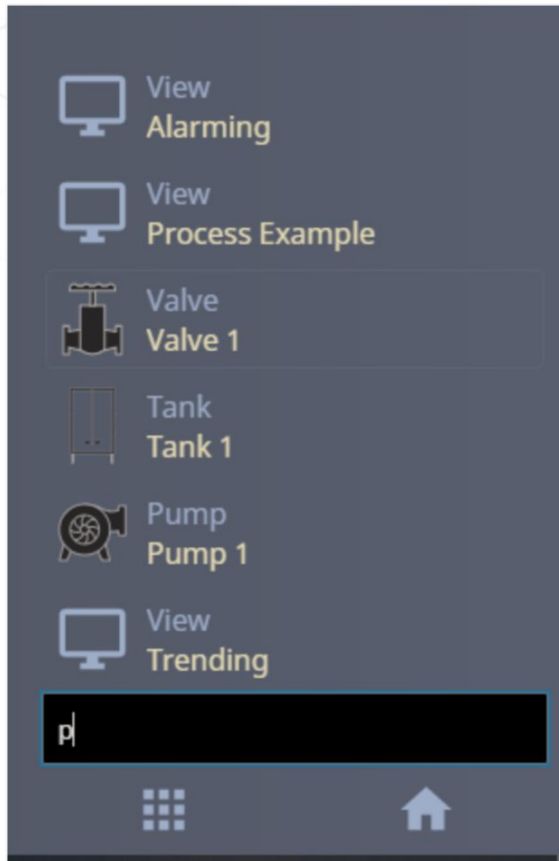 View
Alarming
View
Process Example
Valve
Valve 1
Tank
Tank 1
Pump
Pump 1
View
Trending
p